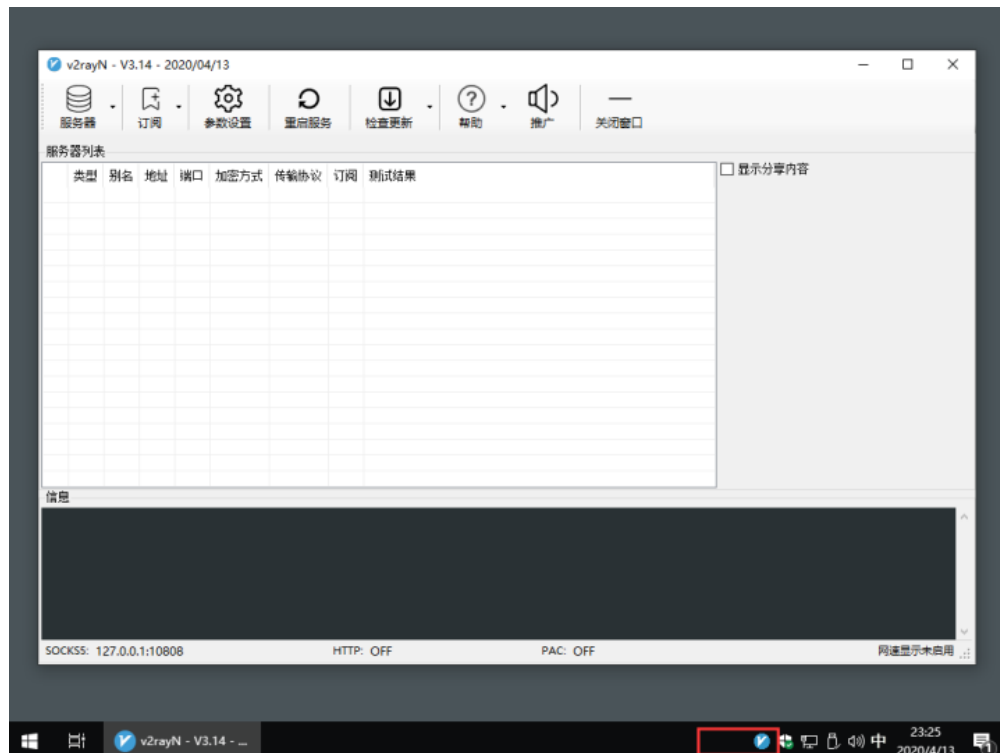 v2rayN - V3.14 - 2020/04/13
服务器 订阅 参数设置 重启服务 检查更新 帮助 推广 关闭窗口
服务器列表
类型 别名 地址 端口 加密方式 传输协议 订阅 测试结果
显示分享内容
信息
SOCKS5: 127.0.0.1:10808 HTTP: OFF PAC: OFF 网速显示未启用
v2rayN - V3.14 - ...
中
23:25
2020/4/13